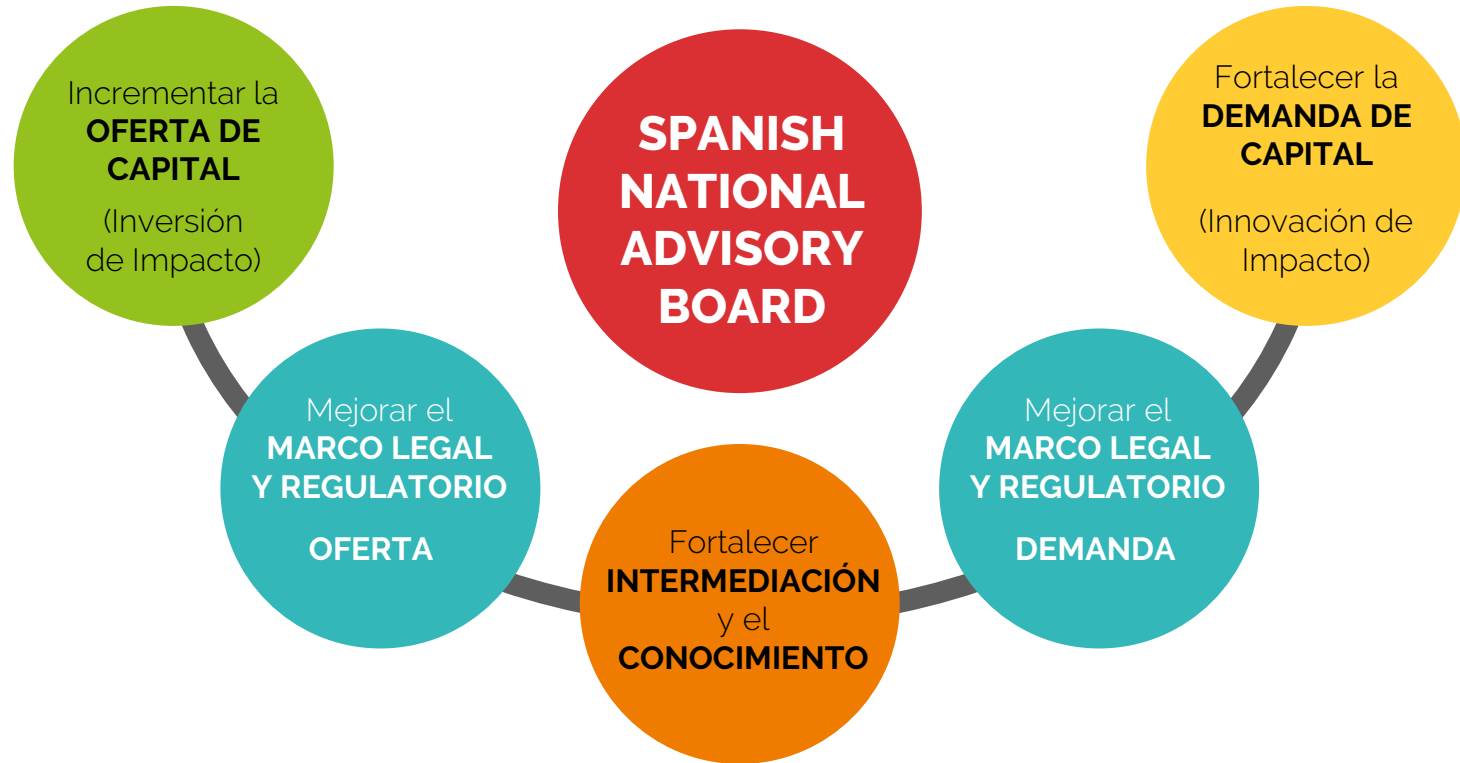 Incrementar la
OFERTA DE
CAPITAL
(Inversión
de Impacto)
SPANISH
NATIONAL
ADVISORY
BOARD
Fortalecer la
DEMANDA DE
CAPITAL
(Innovación de
Impacto)
Mejorar el
MARCO LEGAL
Y REGULATORIO
OFERTA
Fortalecer
INTERMEDIACIÓN
y el
CONOCIMIENTO
Mejorar el
MARCO LEGAL
Y REGULATORIO
DEMANDA